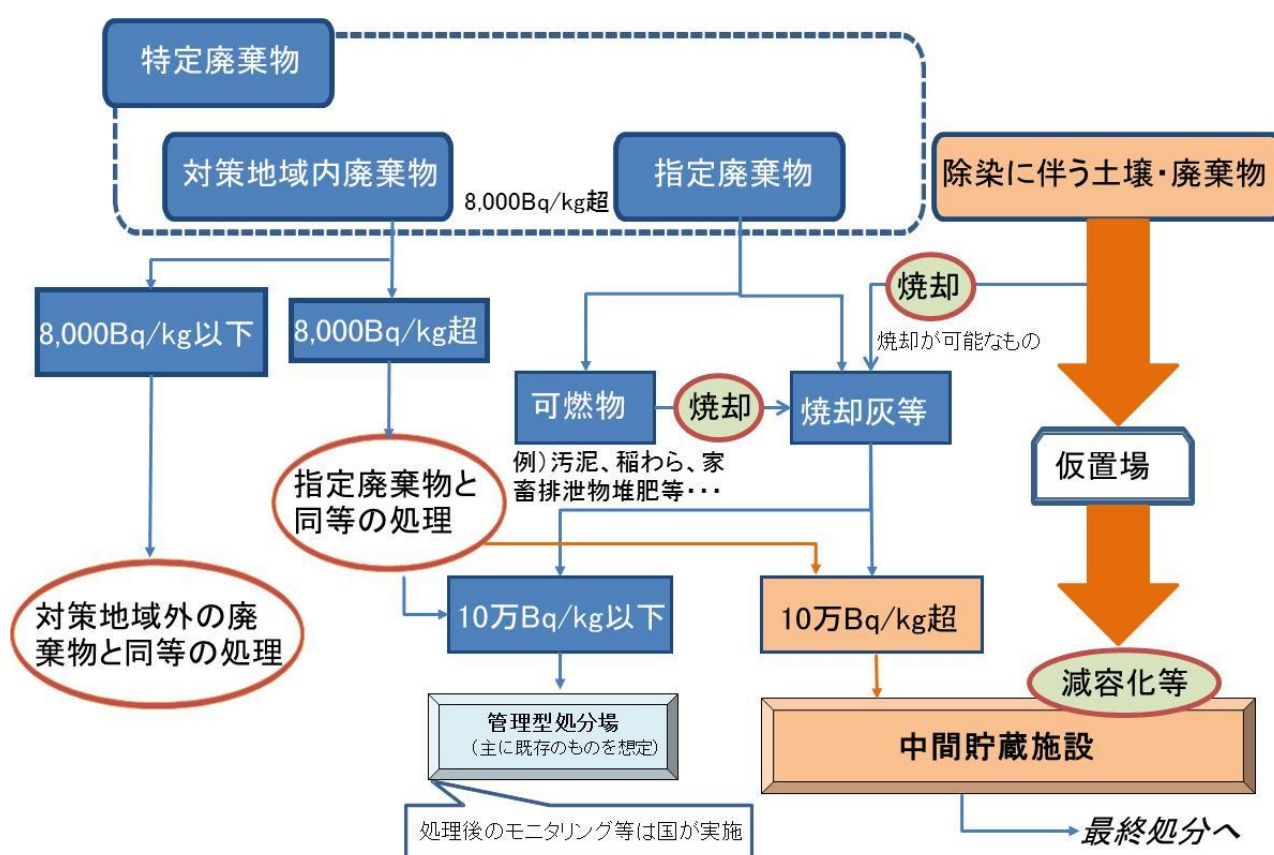 特定廃棄物
対策地域内廃棄物
8,000Bq/kg超
指定廃棄物
除染に伴う土壌・廃棄物
焼却
焼却が可能なもの
8,000Bq/kg以下
8,000Bq/kg超
可燃物
焼却
焼却灰等
例）汚泥、稲わら、家
畜排泄物堆肥等・・・
仮置場
指定廃棄物と
同等の処理
対策地域外の廃
棄物と同等の処理
10万Bq/kg以下
10万Bq/kg超
減容化等
管理型処分場
（主に既存のものを想定）
中間貯蔵施設
処理後のモニタリング等は国が実施
最終処分へ